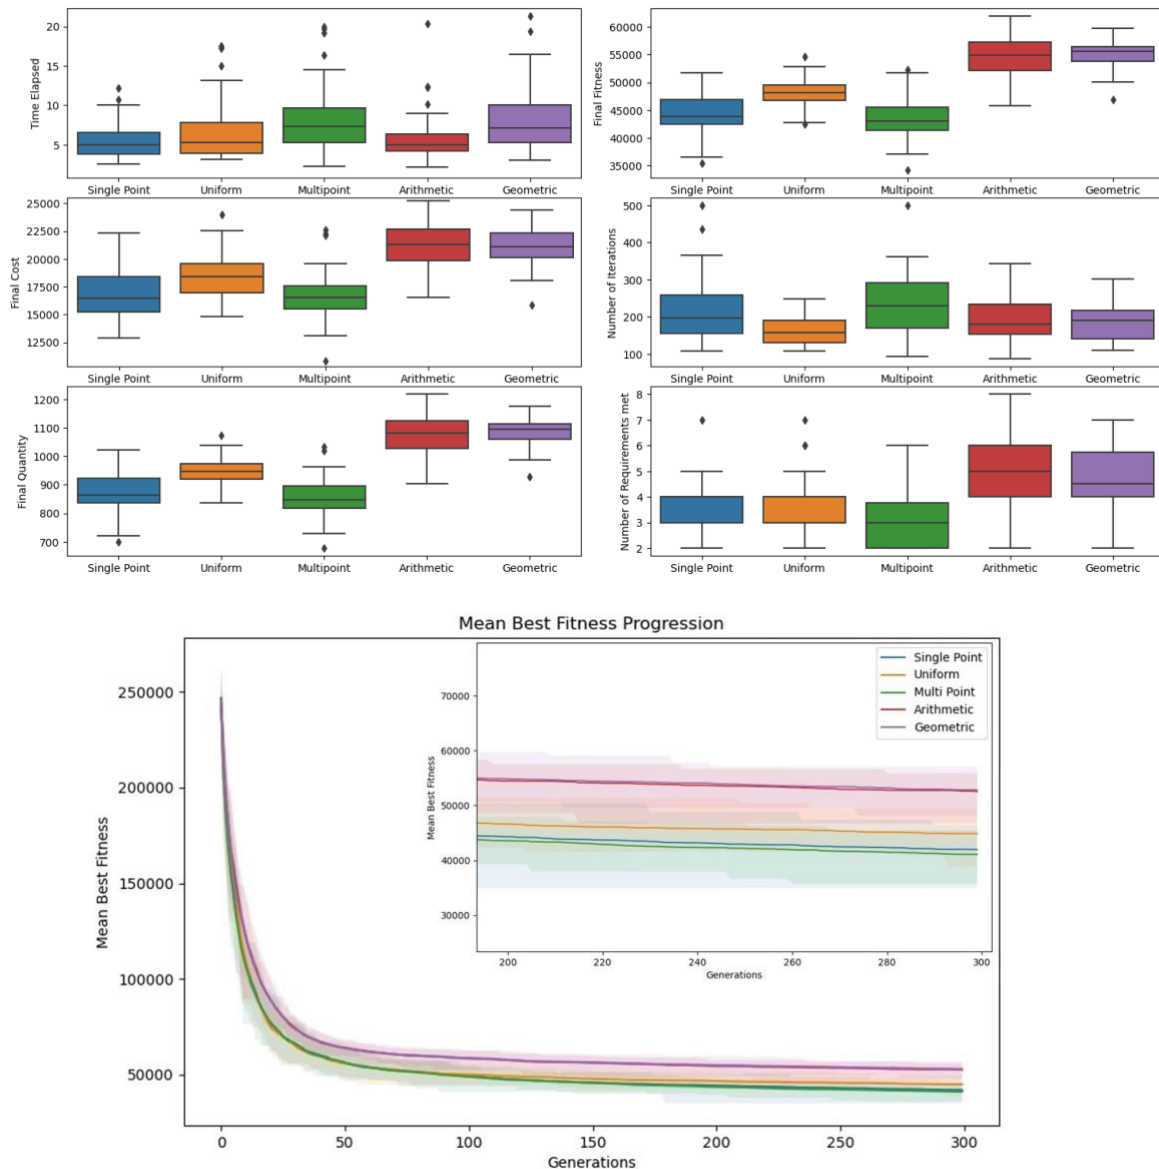 Time Elapsed
20
15
10
5
Single Point Uniform Multipoint Arithmetic Geometric
Final Fitness
60000
55000
50000
45000
40000
35000
Single Point Uniform Multipoint Arithmetic Geometric
Final Cost
25000
22500
20000
17500
15000
12500
Single Point Uniform Multipoint Arithmetic Geometric
Number of Iterations
500
400
300
200
100
Single Point Uniform Multipoint Arithmetic Geometric
Final Quantity
1200
1100
1000
900
800
700
Single Point Uniform Multipoint Arithmetic Geometric
Number of Requirements met
8
7
6
5
4
3
2
Single Point Uniform Multipoint Arithmetic Geometric
Mean Best Fitness Progression
Mean Best Fitness
250000
200000
150000
100000
50000
0 50 100 150 200 250 300
Generations
Mean Best Fitness
70000
60000
50000
40000
30000
200 220 240 260 280 300
Generations
Single Point
Uniform
Multi Point
Arithmetic
Geometric